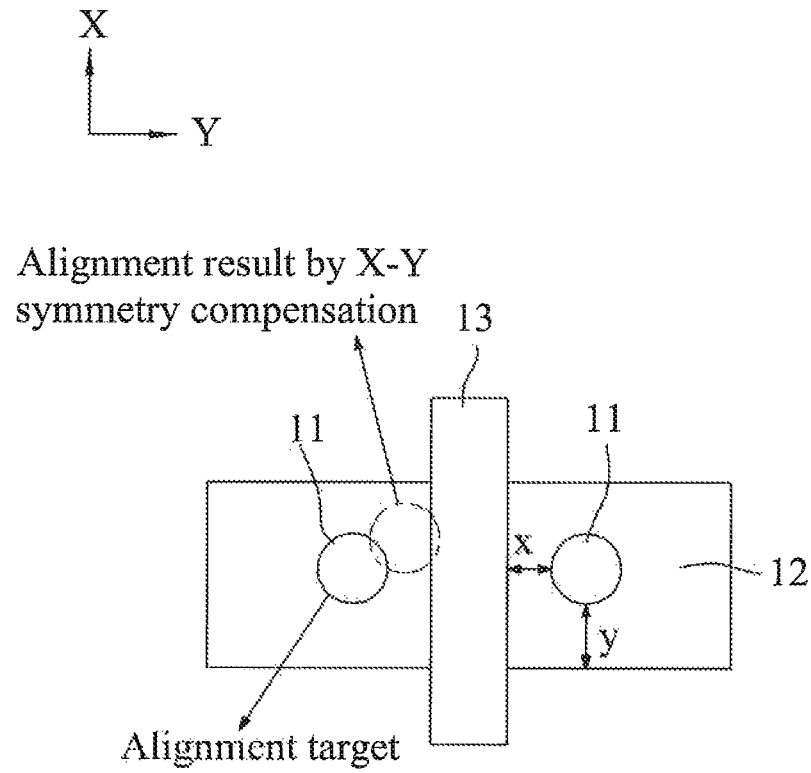 X
Y
Alignment result by X-Y
symmetry compensation
13
11
11
x
12
y
Alignment target